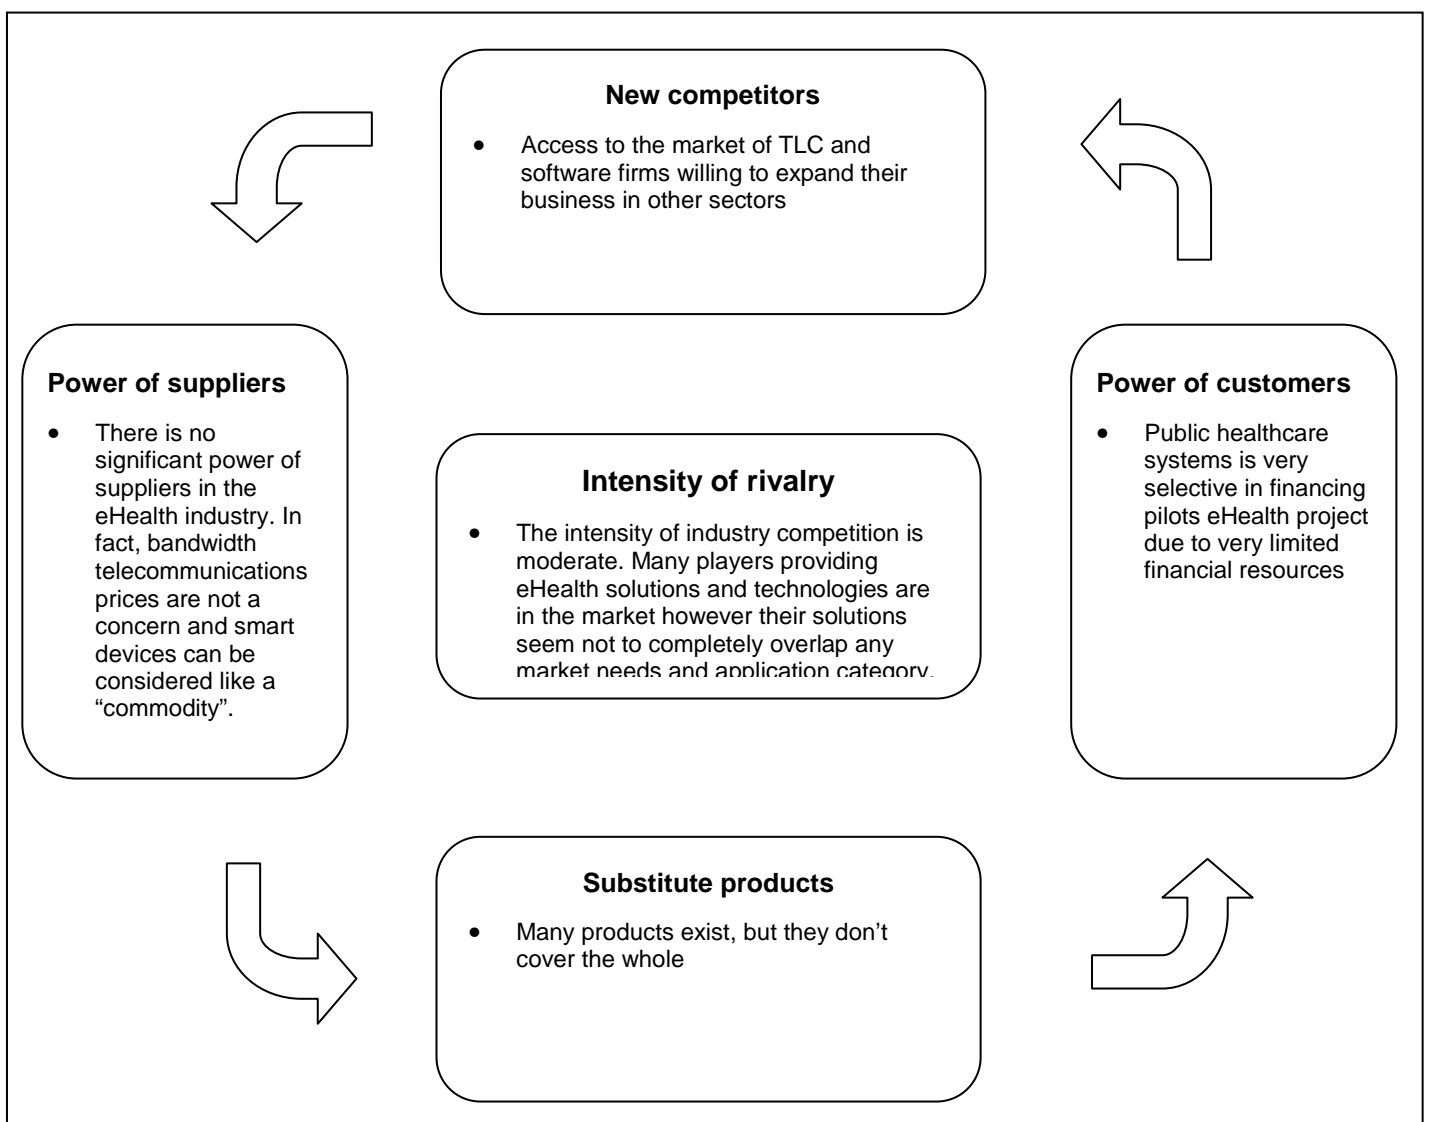 New competitors
• Access to the market of TLC and
software firms willing to expand their
business in other sectors
Power of suppliers
• There is no
significant power of
suppliers in the
eHealth industry. In
fact, bandwidth
telecommunications
prices are not a
concern and smart
devices can be
considered like a
“commodity”.
Intensity of rivalry
• The intensity of industry competition is
moderate. Many players providing
eHealth solutions and technologies are
in the market however their solutions
seem not to completely overlap any
market needs and application category.
Power of customers
• Public healthcare
systems is very
selective in financing
pilots eHealth project
due to very limited
financial resources
Substitute products
• Many products exist, but they don’t
cover the whole